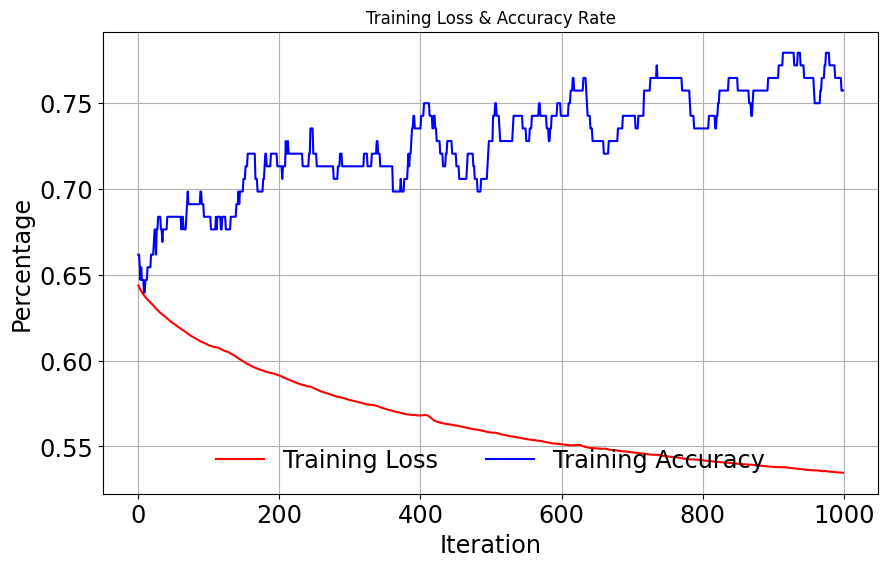 Training Loss & Accuracy Rate
Percentage
0.75
0.70
0.65
0.60
0.55
Training Loss Training Accuracy
0 200 400 600 800 1000
Iteration